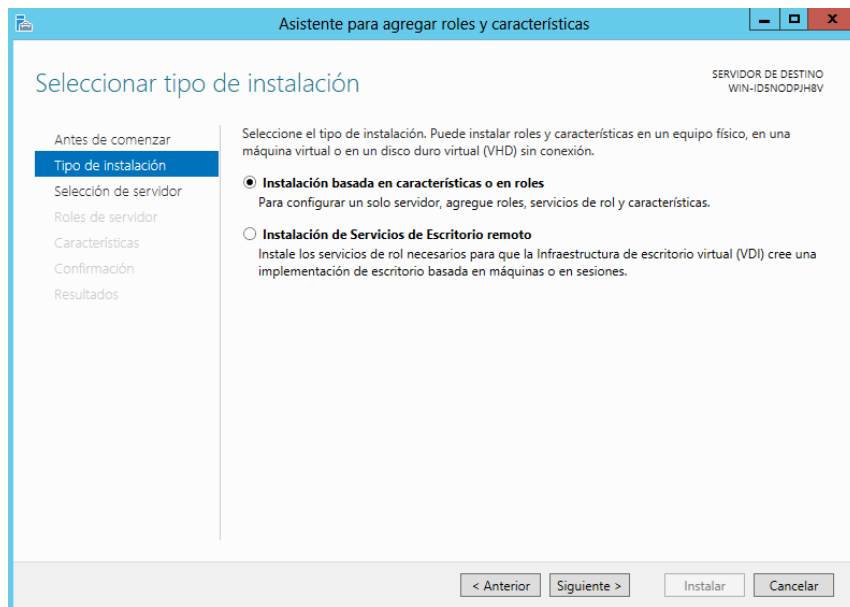 Asistente para agregar roles y características
Seleccionar tipo de instalación
SERVIDOR DE DESTINO
WIN-ID5NODPJH8V
Antes de comenzar
Tipo de instalación
Selección de servidor
Roles de servidor
Características
Confirmación
Resultados
Seleccione el tipo de instalación. Puede instalar roles y características en un equipo físico, en una
máquina virtual o en un disco duro virtual (VHD) sin conexión.
Instalación basada en características o en roles
Para configurar un solo servidor, agregue roles, servicios de rol y características.
Instalación de Servicios de Escritorio remoto
Instale los servicios de rol necesarios para que la Infraestructura de escritorio virtual (VDI) cree una
implementación de escritorio basada en máquinas o en sesiones.
< Anterior Siguiente > Instalar Cancelar